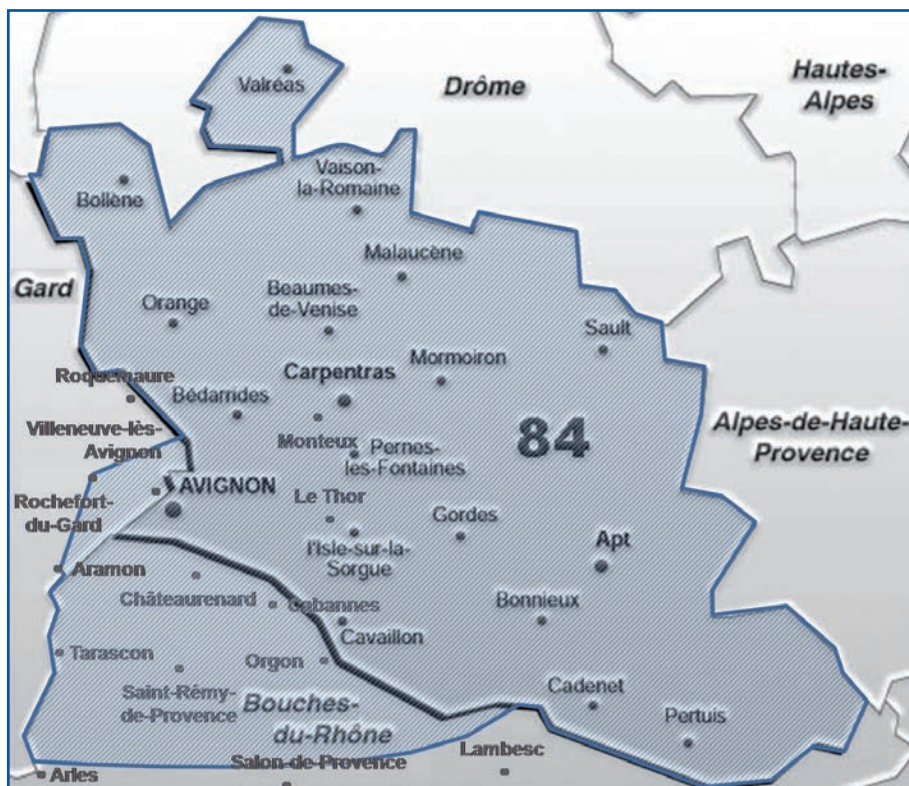 Valréas
Drôme
Hautes-
Alpes
Vaison-
la-Romaine
Bollène
Malaucène
Gard
Beaumes-
de-Venise
Orange
Sault
Mormoiron
Roquemaure
Carpentras
Bédarrides
84
Alpes-de-Haute-
Provence
Villeneuve-lès-
Avignon
Monteux
Pernes-
les-Fontaines
AVIGNON
Rochefort-
du-Gard
Le Thor
Gordes
l'Isle-sur-la-
Sorgue
Apt
Aramon
Châteaurenard
Cabannes
Bonnieux
Cavaillon
Tarascon
Orgon
Saint-Rémy-
de-Provence
Cadenet
Bouches-
du-Rhône
Pertuis
Lambesc
Salon-de-Provence
Arles